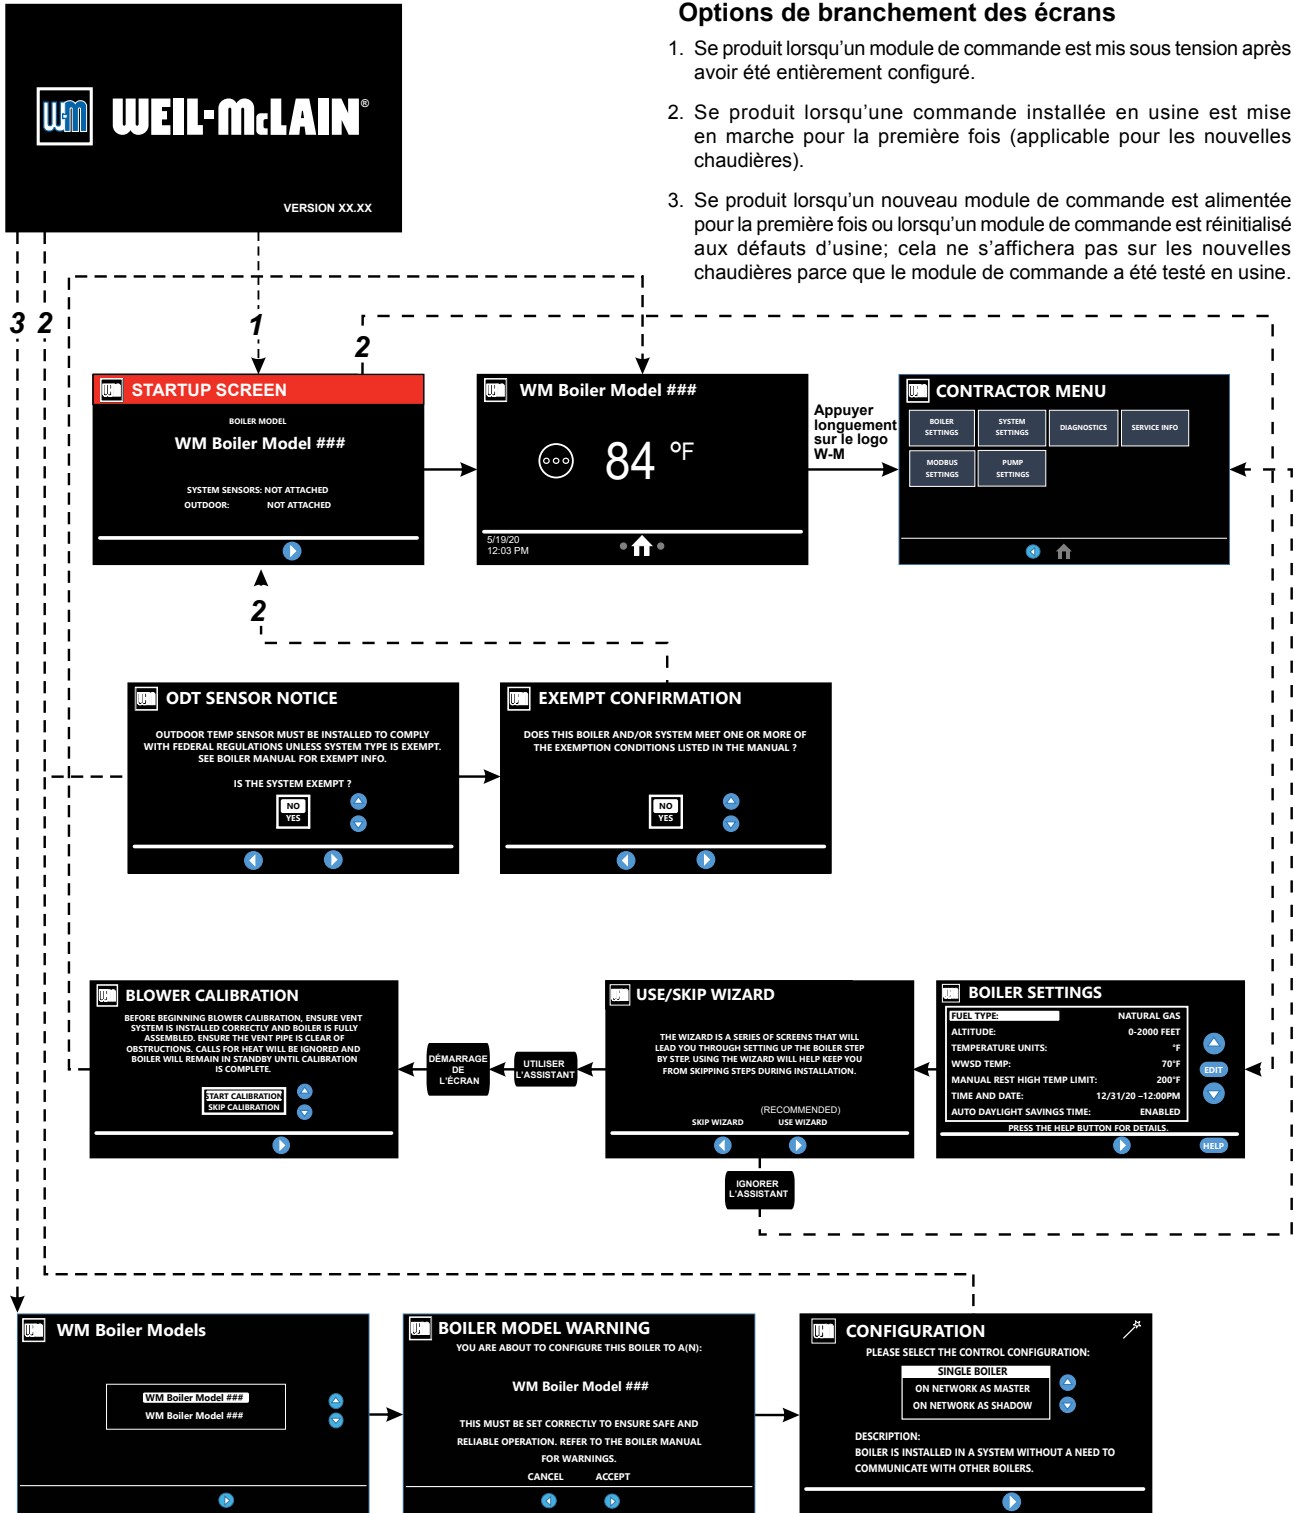 Options de branchement des écrans
1. Se produit lorsqu'un module de commande est mis sous tension après
avoir été entièrement configuré.
2. Se produit lorsqu'une commande installée en usine est mise
en marche pour la première fois (applicable pour les nouvelles
chaudières).
3. Se produit lorsqu'un nouveau module de commande est alimentée
pour la première fois ou lorsqu'un module de commande est réinitialisé
aux défauts d'usine; cela ne s'affichera pas sur les nouvelles
chaudières parce que le module de commande a été testé en usine.
WM WEIL-McLAIN®
VERSION XX.XX
3 2
1
2
WM STARTUP SCREEN
BOILER MODEL
WM Boiler Model ###
SYSTEM SENSORS: NOT ATTACHED
OUTDOOR: NOT ATTACHED
WM WM Boiler Model ###
84 °F
5/19/20
12:03 PM
Appuyer
longuement
sur le logo
W-M
WM CONTRACTOR MENU
BOILER
SETTINGS
SYSTEM
SETTINGS
DIAGNOSTICS
SERVICE INFO
MODBUS
SETTINGS
PUMP
SETTINGS
2
WM ODT SENSOR NOTICE
OUTDOOR TEMP SENSOR MUST BE INSTALLED TO COMPLY
WITH FEDERAL REGULATIONS UNLESS SYSTEM TYPE IS EXEMPT.
SEE BOILER MANUAL FOR EXEMPT INFO.
IS THE SYSTEM EXEMPT ?
NO
YES
WM EXEMPT CONFIRMATION
DOES THIS BOILER AND/OR SYSTEM MEET ONE OR MORE OF
THE EXEMPTION CONDITIONS LISTED IN THE MANUAL ?
NO
YES
WM BLOWER CALIBRATION
BEFORE BEGINNING BLOWER CALIBRATION, ENSURE VENT
SYSTEM IS INSTALLED CORRECTLY AND BOILER IS FULLY
ASSEMBLED. ENSURE THE VENT PIPE IS CLEAR OF
OBSTRUCTIONS. CALLS FOR HEAT WILL BE IGNORED AND
BOILER WILL REMAIN IN STANDBY UNTIL CALIBRATION
IS COMPLETE.
START CALIBRATION
SKIP CALIBRATION
DÉMARRAGE
DE
L'ÉCRAN
UTILISER
L'ASSISTANT
WM USE/SKIP WIZARD
THE WIZARD IS A SERIES OF SCREENS THAT WILL
LEAD YOU THROUGH SETTING UP THE BOILER STEP
BY STEP. USING THE WIZARD WILL HELP KEEP YOU
FROM SKIPPING STEPS DURING INSTALLATION.
(RECOMMENDED)
SKIP WIZARD USE WIZARD
IGNORER
L'ASSISTANT
WM BOILER SETTINGS
FUEL TYPE: NATURAL GAS
ALTITUDE: 0-2000 FEET
TEMPERATURE UNITS: °F
WWSD TEMP: 70°F
MANUAL REST HIGH TEMP LIMIT: 200°F
TIME AND DATE: 12/31/20 –12:00PM
AUTO DAYLIGHT SAVINGS TIME: ENABLED
PRESS THE HELP BUTTON FOR DETAILS.
EDIT
HELP
WM WM Boiler Models
WM Boiler Model ###
WM Boiler Model ###
WM BOILER MODEL WARNING
YOU ARE ABOUT TO CONFIGURE THIS BOILER TO A(N):
WM Boiler Model ###
THIS MUST BE SET CORRECTLY TO ENSURE SAFE AND
RELIABLE OPERATION. REFER TO THE BOILER MANUAL
FOR WARNINGS.
CANCEL ACCEPT
WM CONFIGURATION
PLEASE SELECT THE CONTROL CONFIGURATION:
SINGLE BOILER
ON NETWORK AS MASTER
ON NETWORK AS SHADOW
DESCRIPTION:
BOILER IS INSTALLED IN A SYSTEM WITHOUT A NEED TO
COMMUNICATE WITH OTHER BOILERS.